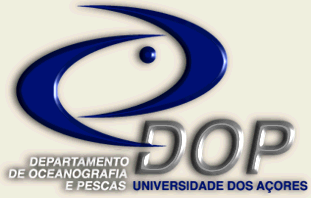 DOP
DEPARTAMENTO
DE OCEANOGRAFIA
E PESCAS
UNIVERSIDADE DOS AÇORES